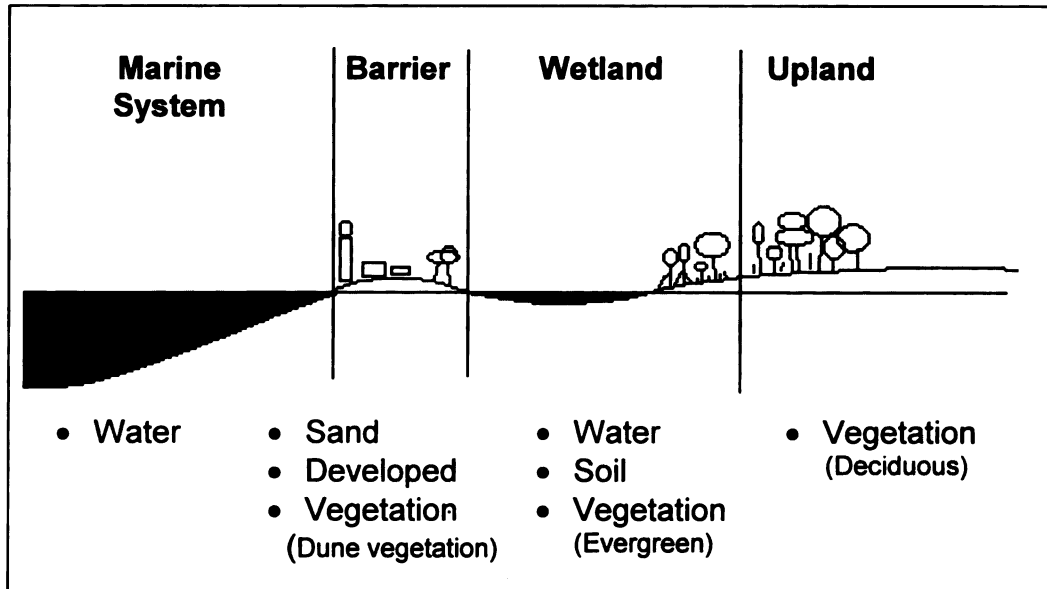 Marine
System
Barrier
Wetland
Upland
• Water
• Sand
• Developed
• Vegetation
(Dune vegetation)
• Water
• Soil
• Vegetation
(Evergreen)
• Vegetation
(Deciduous)